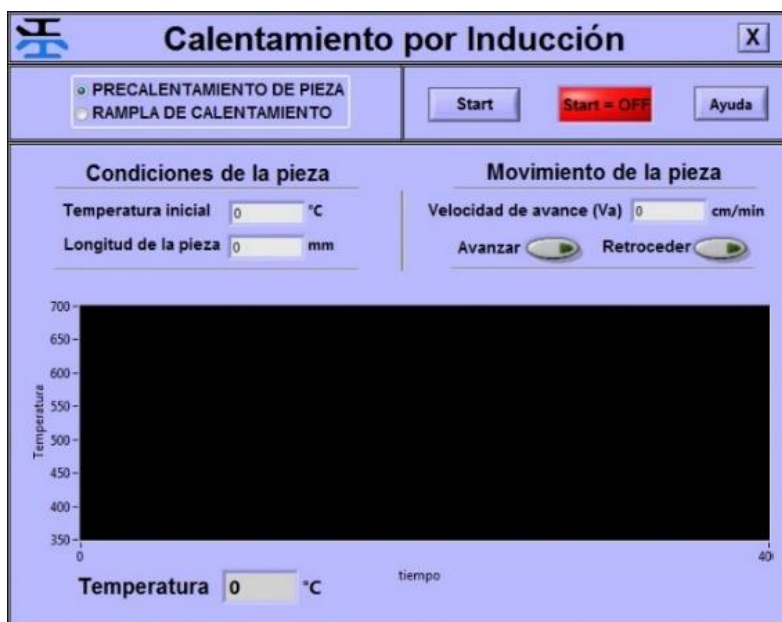 Calentamiento por Inducción X
PRECALENTAMIENTO DE PIEZA
RAMPLA DE CALENTAMIENTO
Start Start = OFF Ayuda
Condiciones de la pieza
Temperatura inicial 0 °C
Longitud de la pieza 0 mm
Movimiento de la pieza
Velocidad de avance (Va) 0 cm/min
Avanzar Retroceder
Temperatura
700
650
600
550
500
450
400
350
0 40
tiempo
Temperatura 0 °C